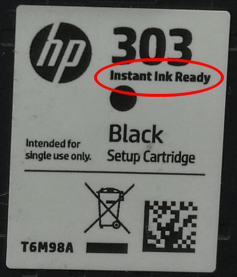 hp
303
Instant Ink Ready
Black
Intended for
single use only.
Setup Cartridge
T6M98A